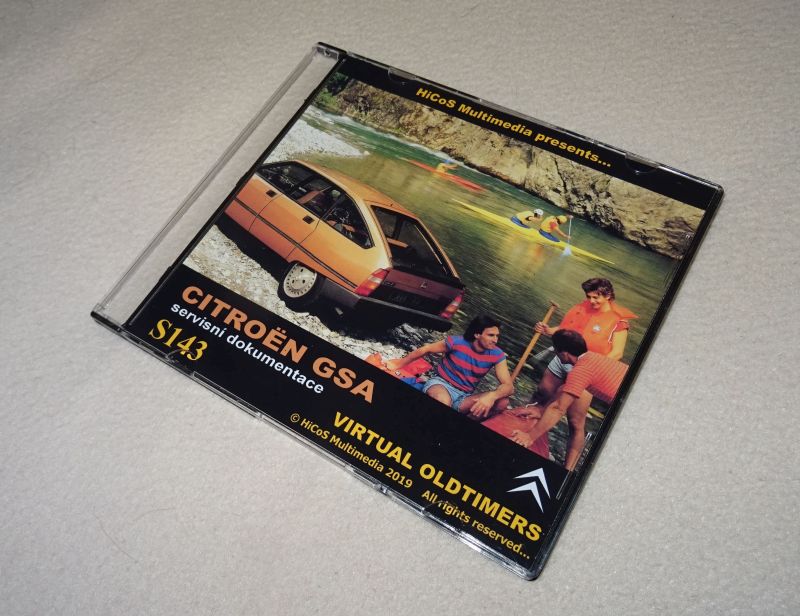 HiCoS Multimedia presents...
CITROËN GSA
servisní dokumentace
S143
VIRTUAL OLDTIMERS
© HiCoS Multimedia 2019 All rights reserved...